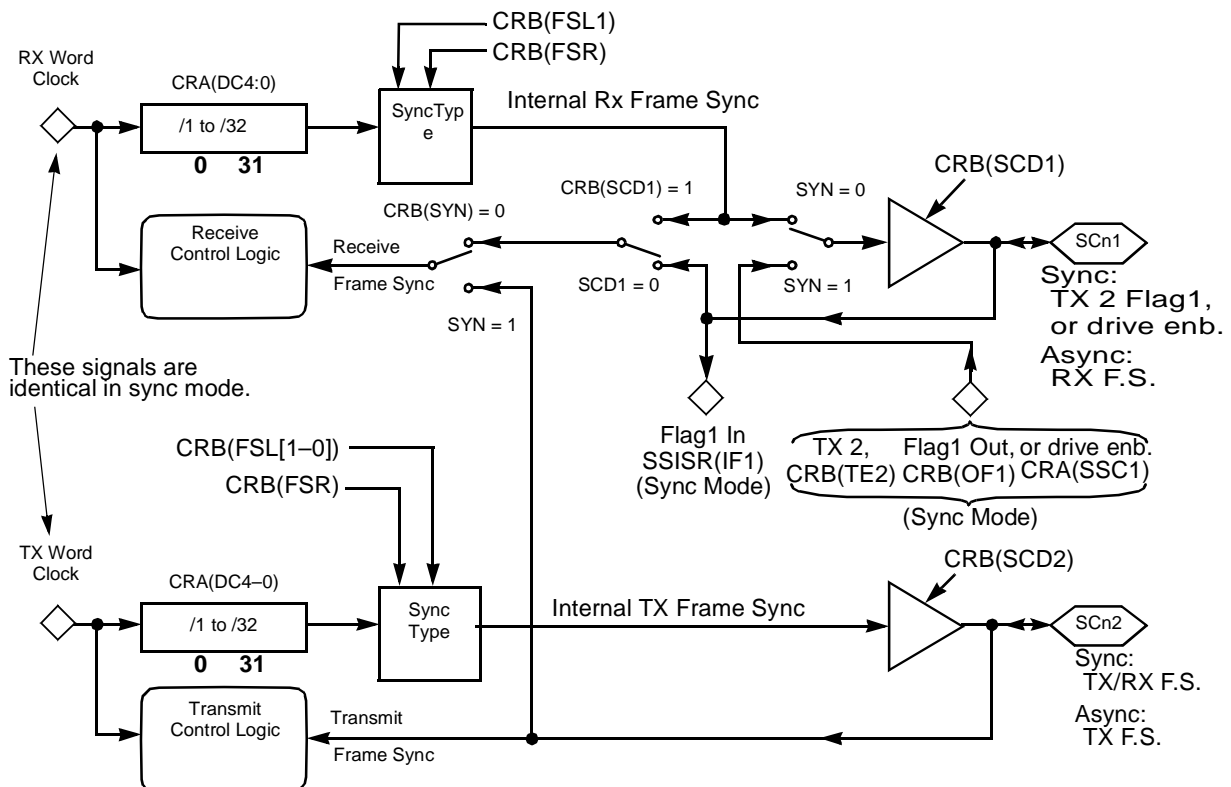 CRB(FSL1)
CRB(FSR)
RX Word
Clock
CRA(DC4:0)
/1 to /32
0 31
SyncTyp
e
Internal Rx Frame Sync
CRB(SCD1) = 1
SYN = 0
CRB(SCD1)
CRB(SYN) = 0
Receive
Control Logic
Receive
Frame Sync
SCD1 = 0
SYN = 1
SYN = 1
SCn1
Sync:
TX 2 Flag1,
or drive enb.
Async:
RX F.S.
These signals are
identical in sync mode.
Flag1 In
SSISR(IF1)
(Sync Mode)
TX 2, Flag1 Out, or drive enb.
CRB(TE2) CRB(OF1) CRA(SSC1)
(Sync Mode)
CRB(FSL[1–0])
CRB(FSR)
TX Word
Clock
CRA(DC4–0)
/1 to /32
0 31
Sync
Type
Internal TX Frame Sync
CRB(SCD2)
SCn2
Sync:
TX/RX F.S.
Async:
TX F.S.
Transmit
Control Logic
Transmit
Frame Sync